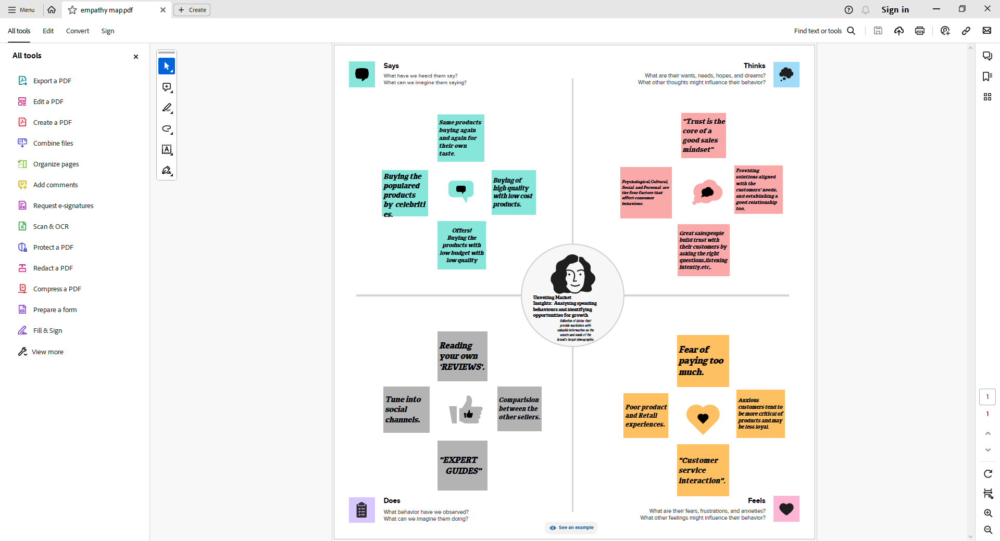 Menu
empathy map.pdf
Create
Sign in
All tools
Edit
Convert
Sign
Find text or tools
All tools
Export a PDF
Edit a PDF
Create a PDF
Combine files
Organize pages
Add comments
Request e-signatures
Scan & OCR
Protect a PDF
Redact a PDF
Compress a PDF
Prepare a form
Fill & Sign
View more
Says
What have we heard them say?
What can we imagine them saying?
Thinks
What are their wants, needs, hopes, and dreams?
What other thoughts might influence their behavior?
Same products
buying again
and again for
their own
taste.
Buying the
populared
products
by celebriti
es.
Buying of
high quality
with low cost
products.
Offers!
Buying the
products with
low budget with
low quality
"Trust is the
core of a
good sales
mindset"
Psychological,Cultural,
Social and Personal are
the four factors that
affect consumer
behaviour.
Providing
solutions aligned
with the
customers' needs,
and establishing a
good relationship
too.
Great salespeople
build trust with
their customers by
asking the right
questions,listening
intently,etc,.
Unveiling Market
Insights: Analysing spending
behaviours and identifying
opportunities for growth
Collection of datas that
provide marketers with
valuable information on the
wants and needs of the
brand's target demographic.
Reading
your own
'REVIEWS'.
Tune into
social
channels.
Comparision
between the
other sellers.
"EXPERT
GUIDES"
Fear of
paying too
much.
Poor product
and Retail
experiences.
Anxious
customers tend to
be more critical of
products and may
be less loyal.
"Customer
service
interaction".
Does
What behavior have we observed?
What can we imagine them doing?
Feels
What are their fears, frustrations, and anxieties?
What other feelings might influence their behavior?
See an example
1
1